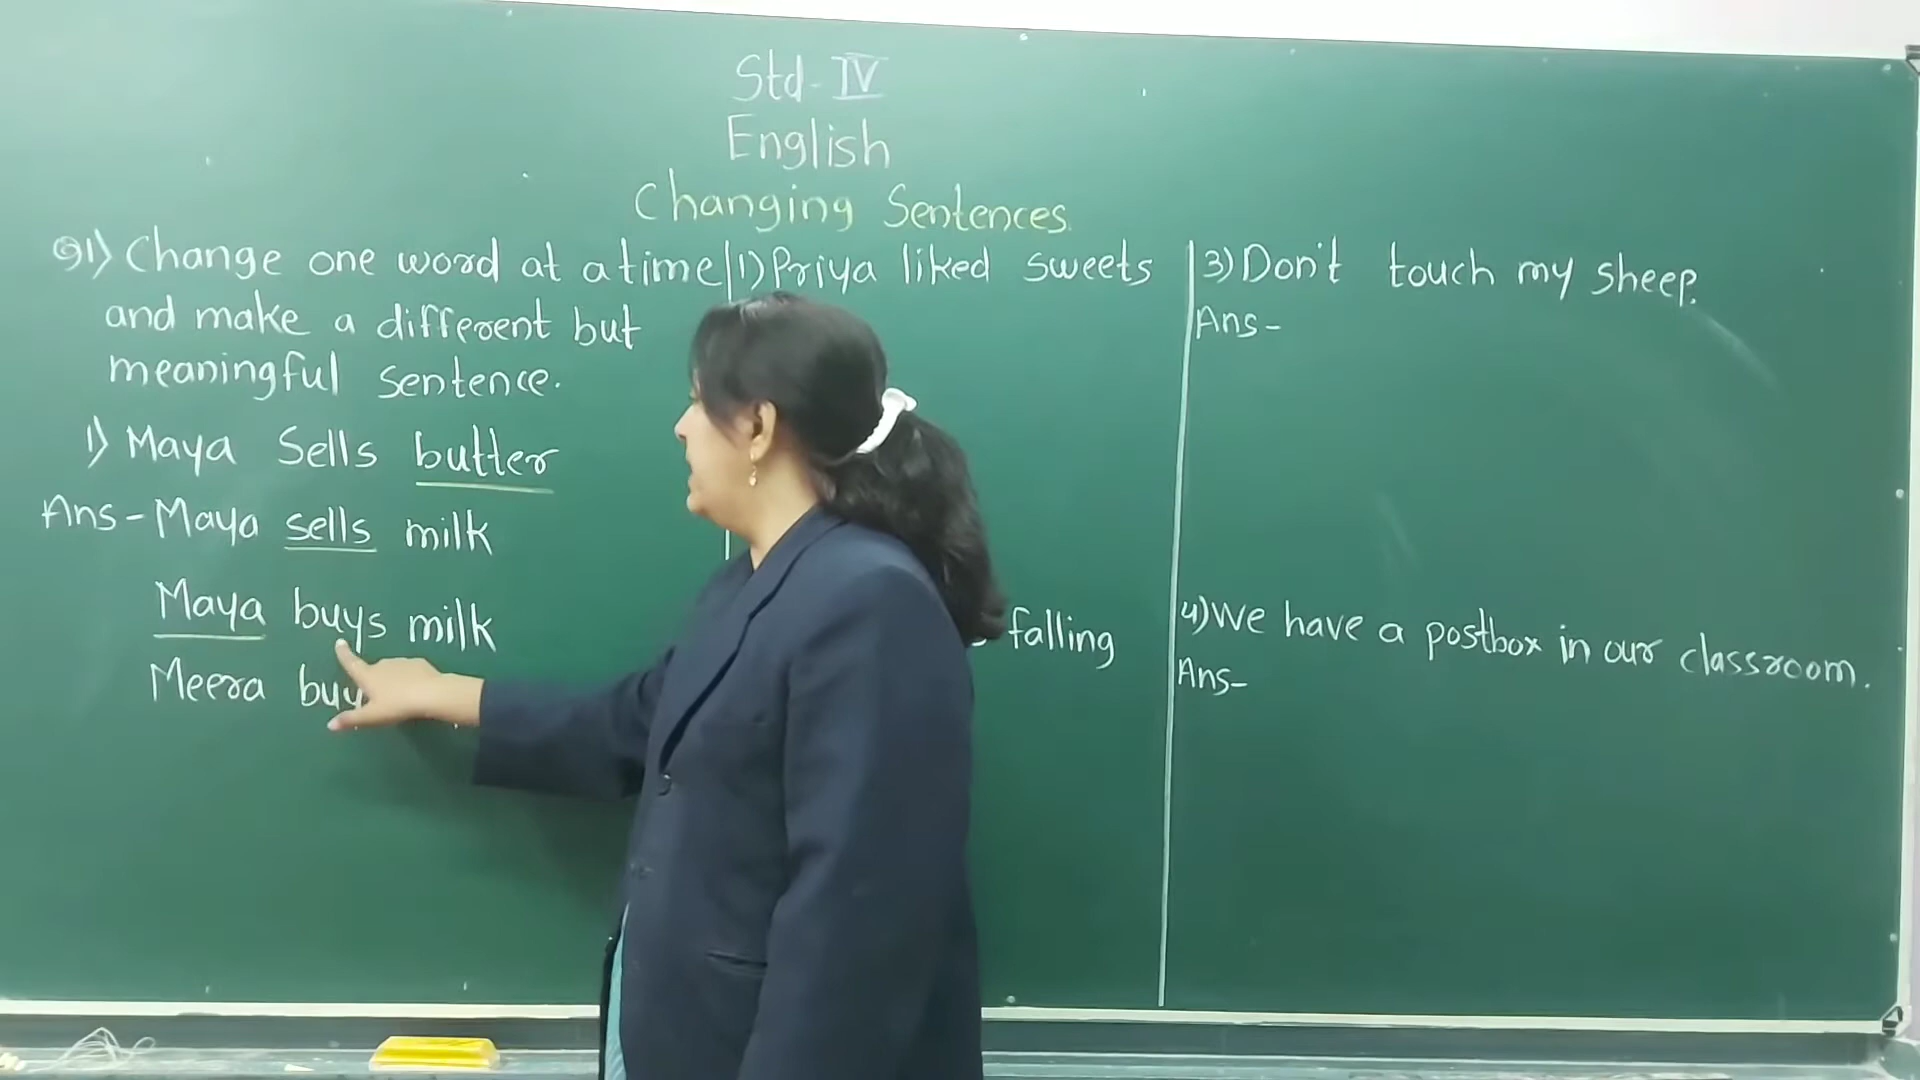 Std-IV
English
Changing Sentences
Q1) Change one word at a time
and make a different but
meaningful sentence.
1) Maya Sells butter
Ans- Maya sells milk
Maya buys milk
Meera
1) Priya liked sweets
falling
3) Don't touch my sheep.
Ans-
4) We have a postbox in our classroom.
Ans-